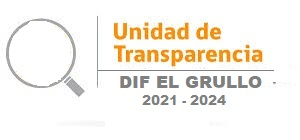 Unidad de
Transparencia
DIF EL GRULLO
2021 - 2024